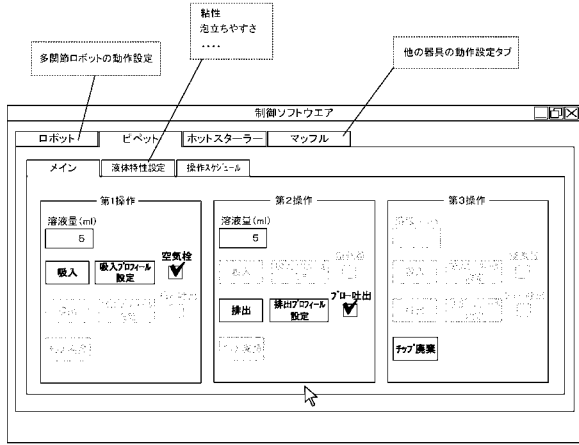 粘性
泡立ちやすさ
‥‥
多関節ロボットの動作設定
他の器具の動作設定タブ
制御ソフトウエア
ロボット
ピペット
ホットスターラー
マッフル
メイン
液体特性設定
操作スケジュール
第1操作
溶液量(ml)
5
空気栓
吸入
吸入プロフィール
設定
第2操作
溶液量(ml)
5
ブロー吐出
排出
排出プロフィール
設定
第3操作
チップ廃棄